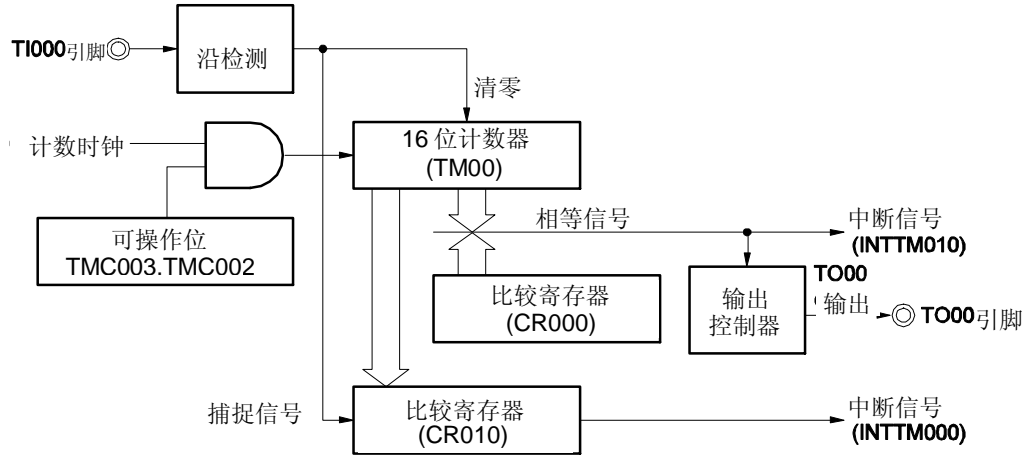 TI000引脚
沿检测
清零
计数时钟
16 位计数器
(TM00)
可操作位
TMC003.TMC002
相等信号
中断信号
(INTTM010)
比较寄存器
(CR000)
输出
控制器
TO00
输出
TO00引脚
捕捉信号
比较寄存器
(CR010)
中断信号
(INTTM000)